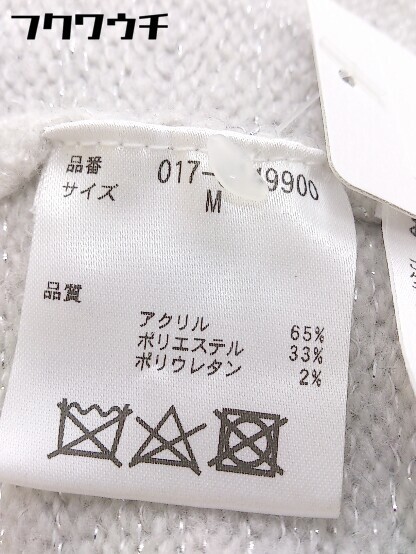 フクワウチ
品番 017- 19900
サイズ M
品質
アクリル 65%
ポリエステル 33%
ポリウレタン 2%